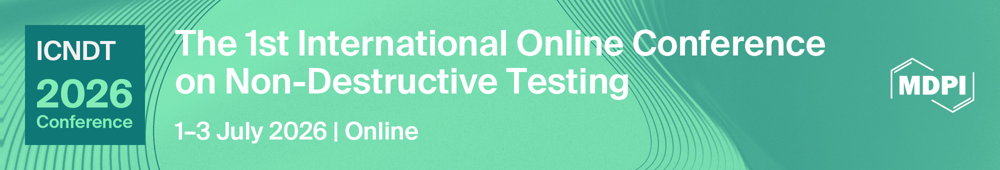 ICNDT
2026
Conference
The 1st International Online Conference
on Non-Destructive Testing
1–3 July 2026 | Online
MDPI